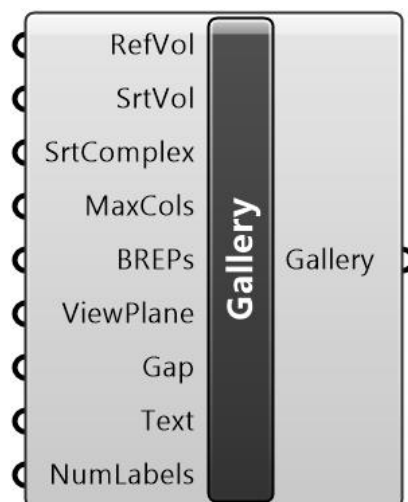 RefVol
SrtVol
SrtComplex
MaxCols
BREPs
ViewPlane
Gap
Text
NumLabels
Gallery
Gallery